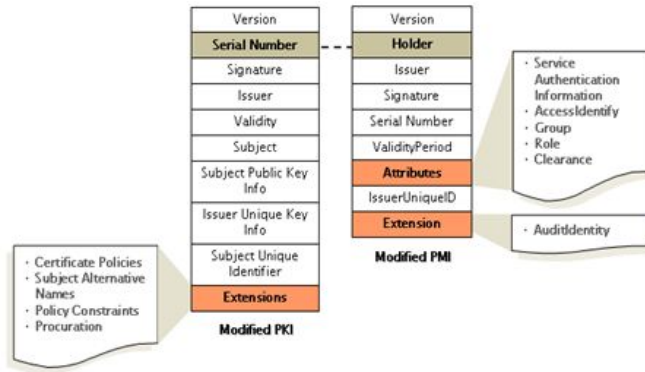 Version
Serial Number
Signature
Issuer
Validity
Subject
Subject Public Key
Info
Issuer Unique Key
Info
Subject Unique
Identifier
Extensions
Modified PKI
Version
Holder
Issuer
Signature
Serial Number
ValidityPeriod
Attributes
IssuerUniqueID
Extension
Modified PMI
· Service
Authentication
Information
· AccessIdentify
· Group
· Role
· Clearance
· AuditIdentity
· Certificate Policies
· Subject Alternative
Names
· Policy Constraints
· Procuration